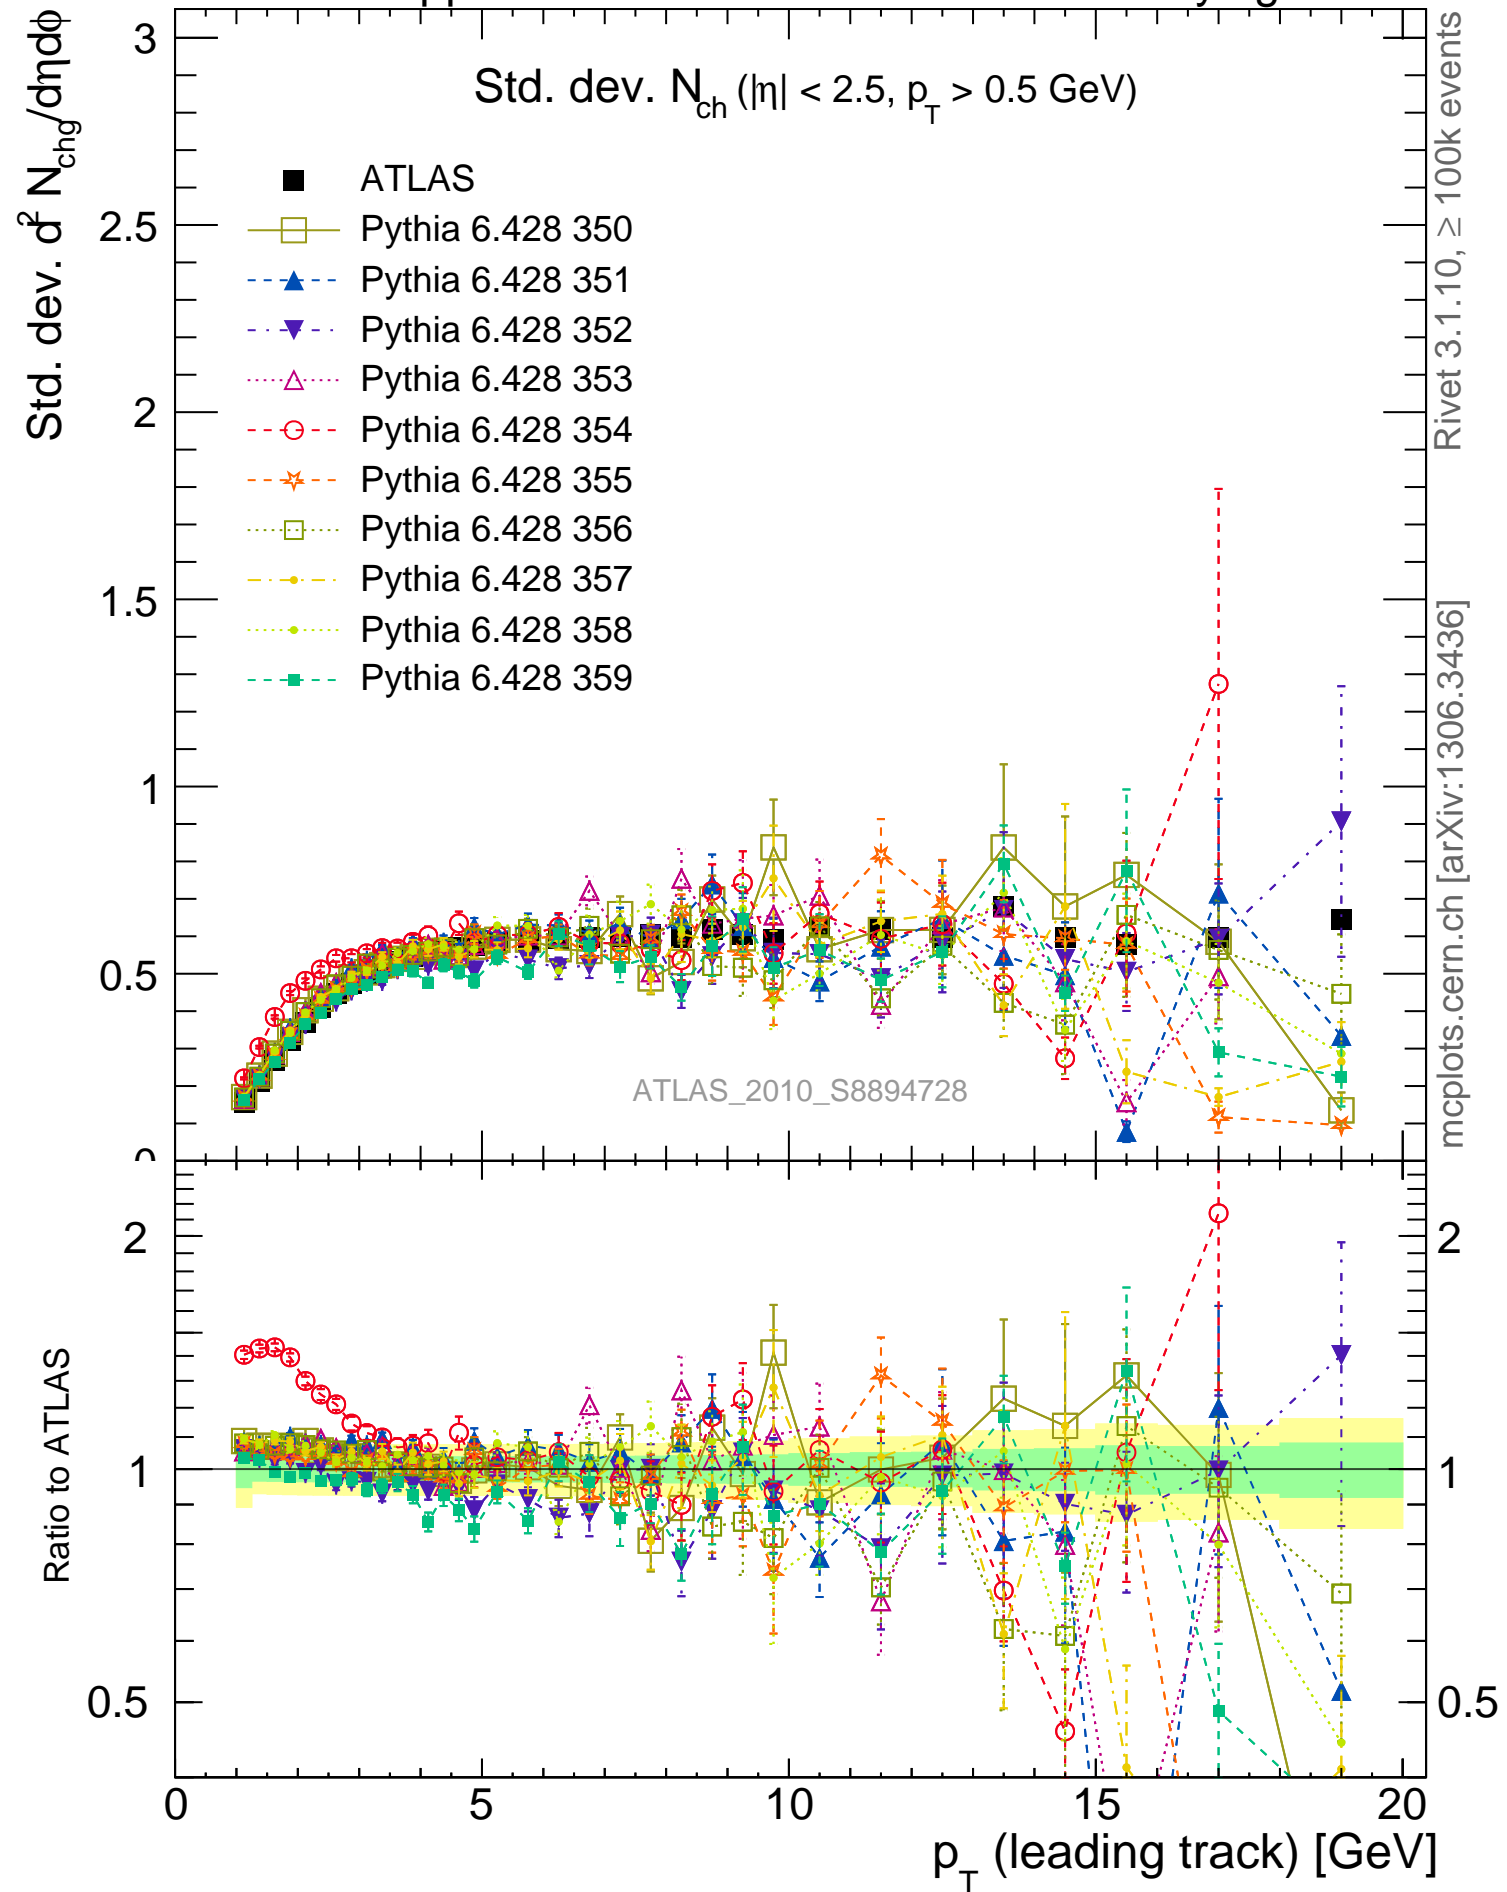 Std. dev. N_ch (|η| < 2.5, p_T > 0.5 GeV)
Std. dev. d² N_chg/dηdφ
3
2.5
2
1.5
1
0.5
0
ATLAS
Pythia 6.428 350
Pythia 6.428 351
Pythia 6.428 352
Pythia 6.428 353
Pythia 6.428 354
Pythia 6.428 355
Pythia 6.428 356
Pythia 6.428 357
Pythia 6.428 358
Pythia 6.428 359
ATLAS_2010_S8894728
Rivet 3.1.10, ≥ 100k events
mcplots.cern.ch [arXiv:1306.3436]
Ratio to ATLAS
2
1
0.5
2
1
0.5
0 5 10 15 20
p_T (leading track) [GeV]